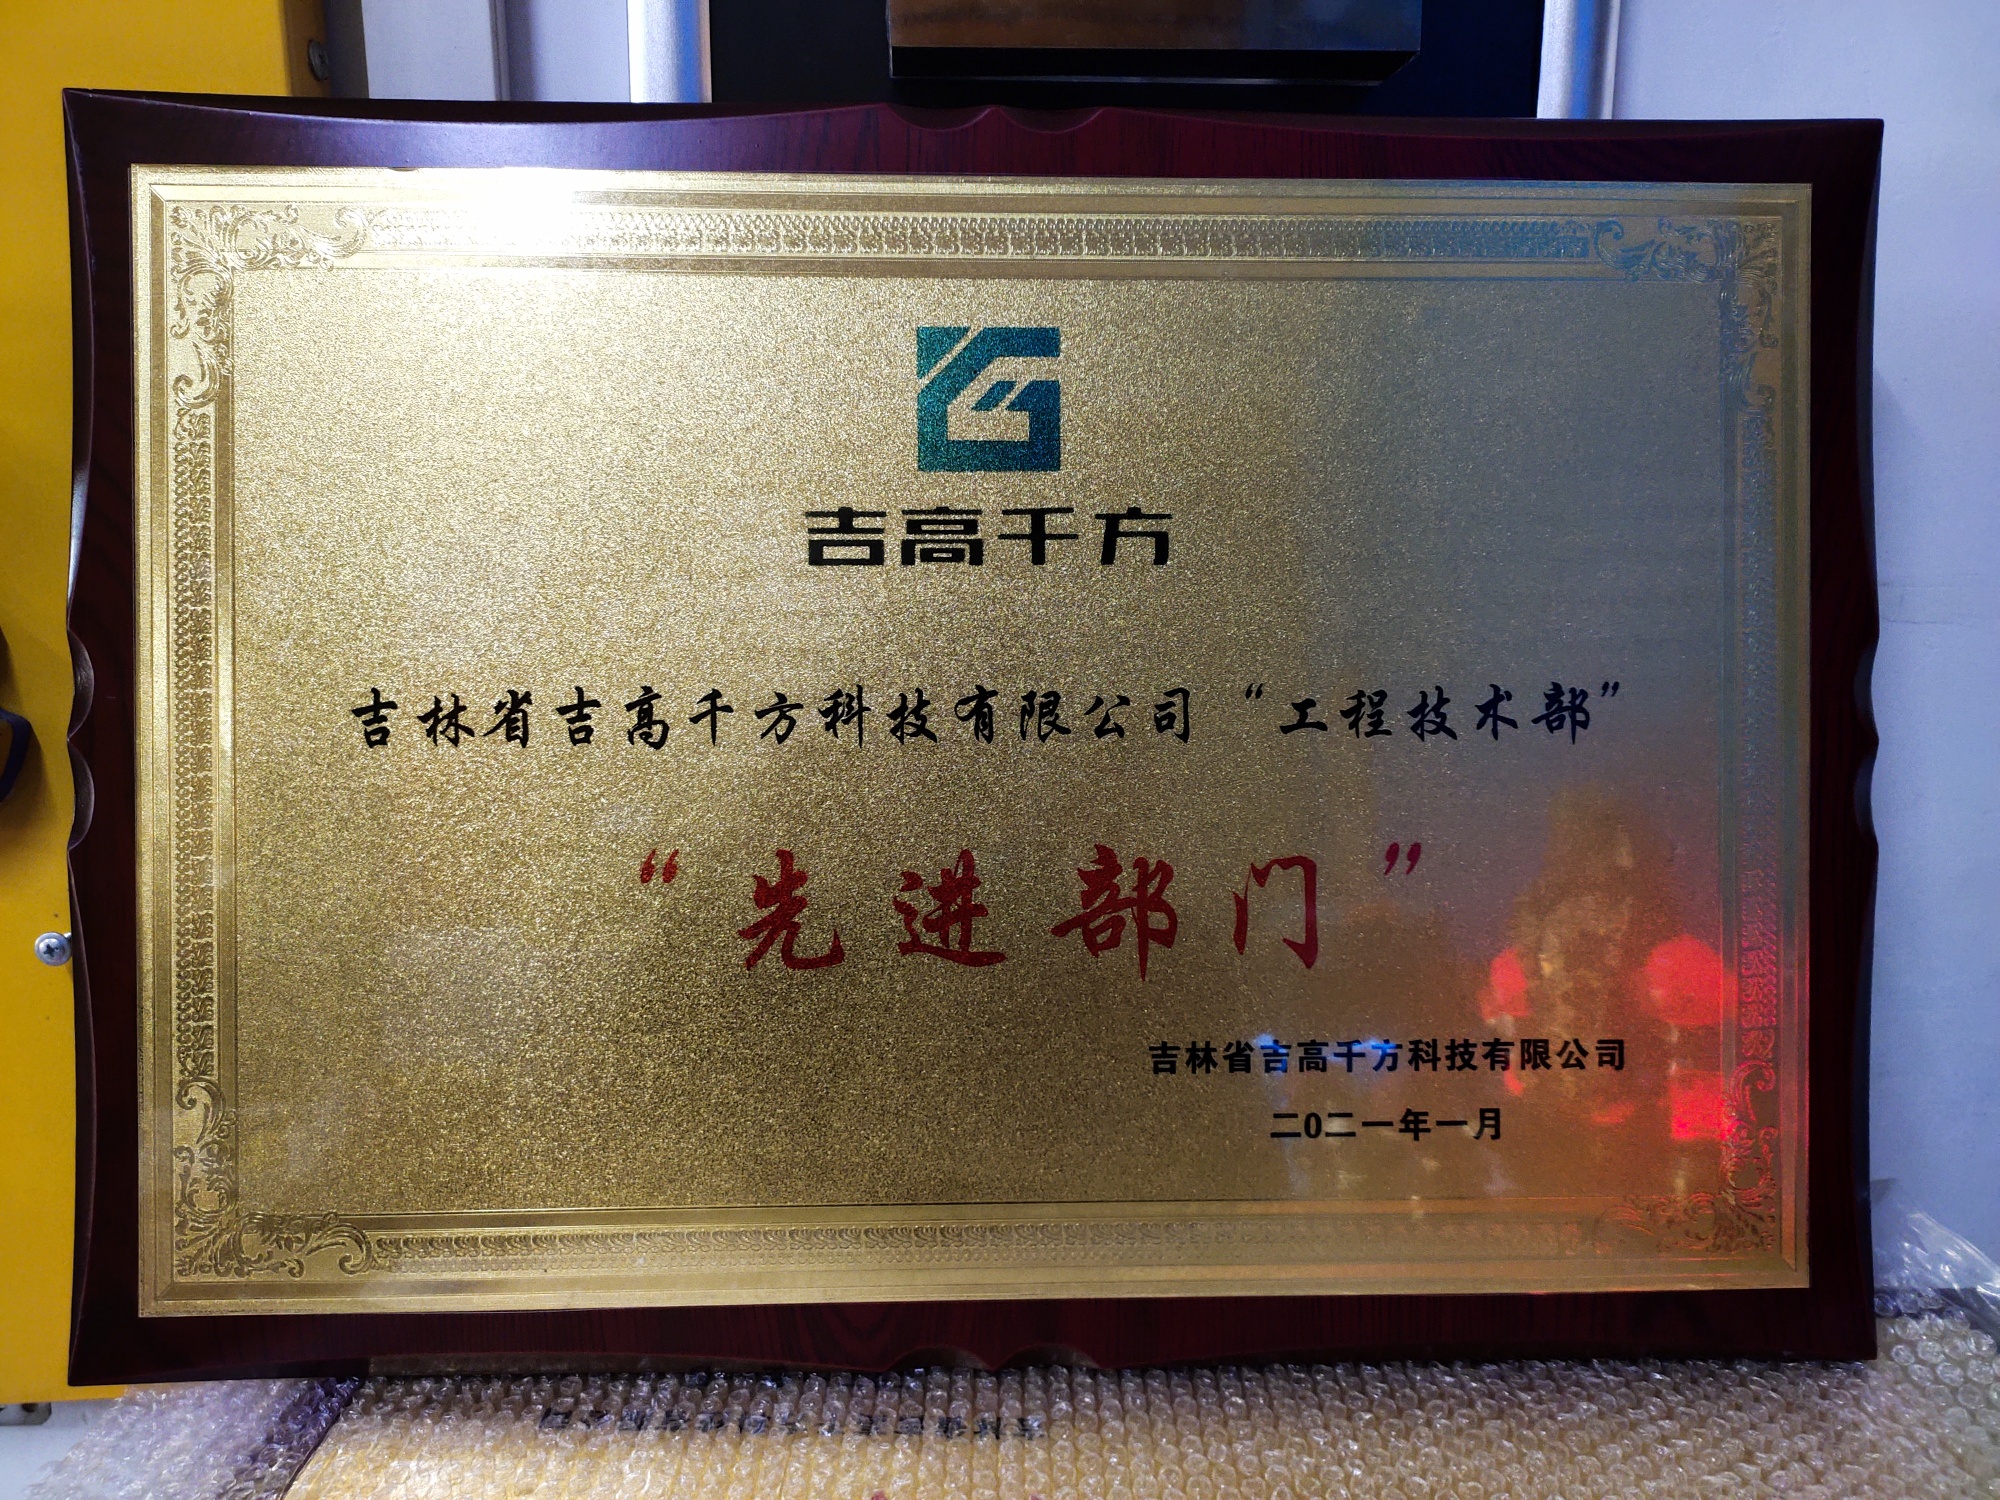 吉高千方
吉林省吉高千方科技有限公司“工程技术部”
“先进部门”
吉林省吉高千方科技有限公司
二0二一年一月